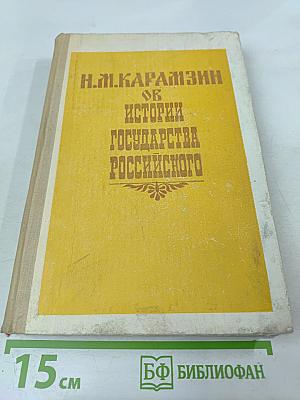 Н.М.КАРАМЗИН
ОБ
ИСТОРИИ
ГОСУДАРСТВА
РОССИЙСКОГО
15 см
БФ БИБЛИОФАН